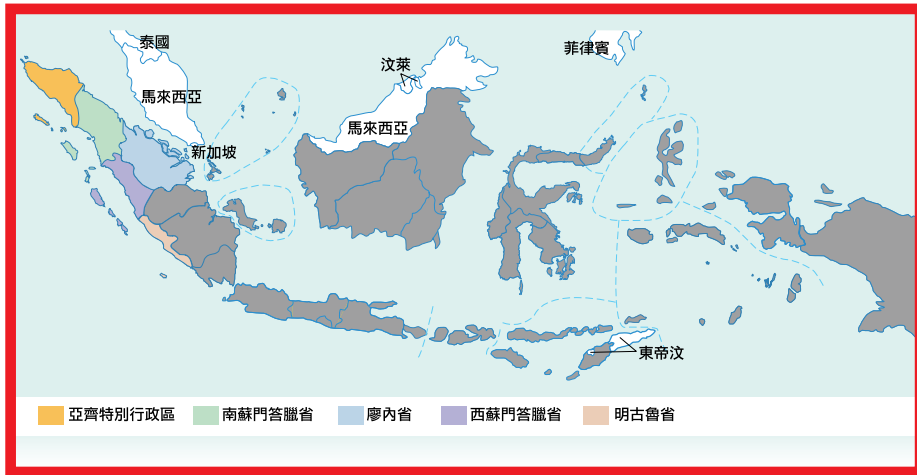 泰國
菲律賓
汶萊
馬來西亞
馬來西亞
新加坡
東帝汶
亞齊特別行政區
南蘇門答臘省
廖內省
西蘇門答臘省
明古魯省